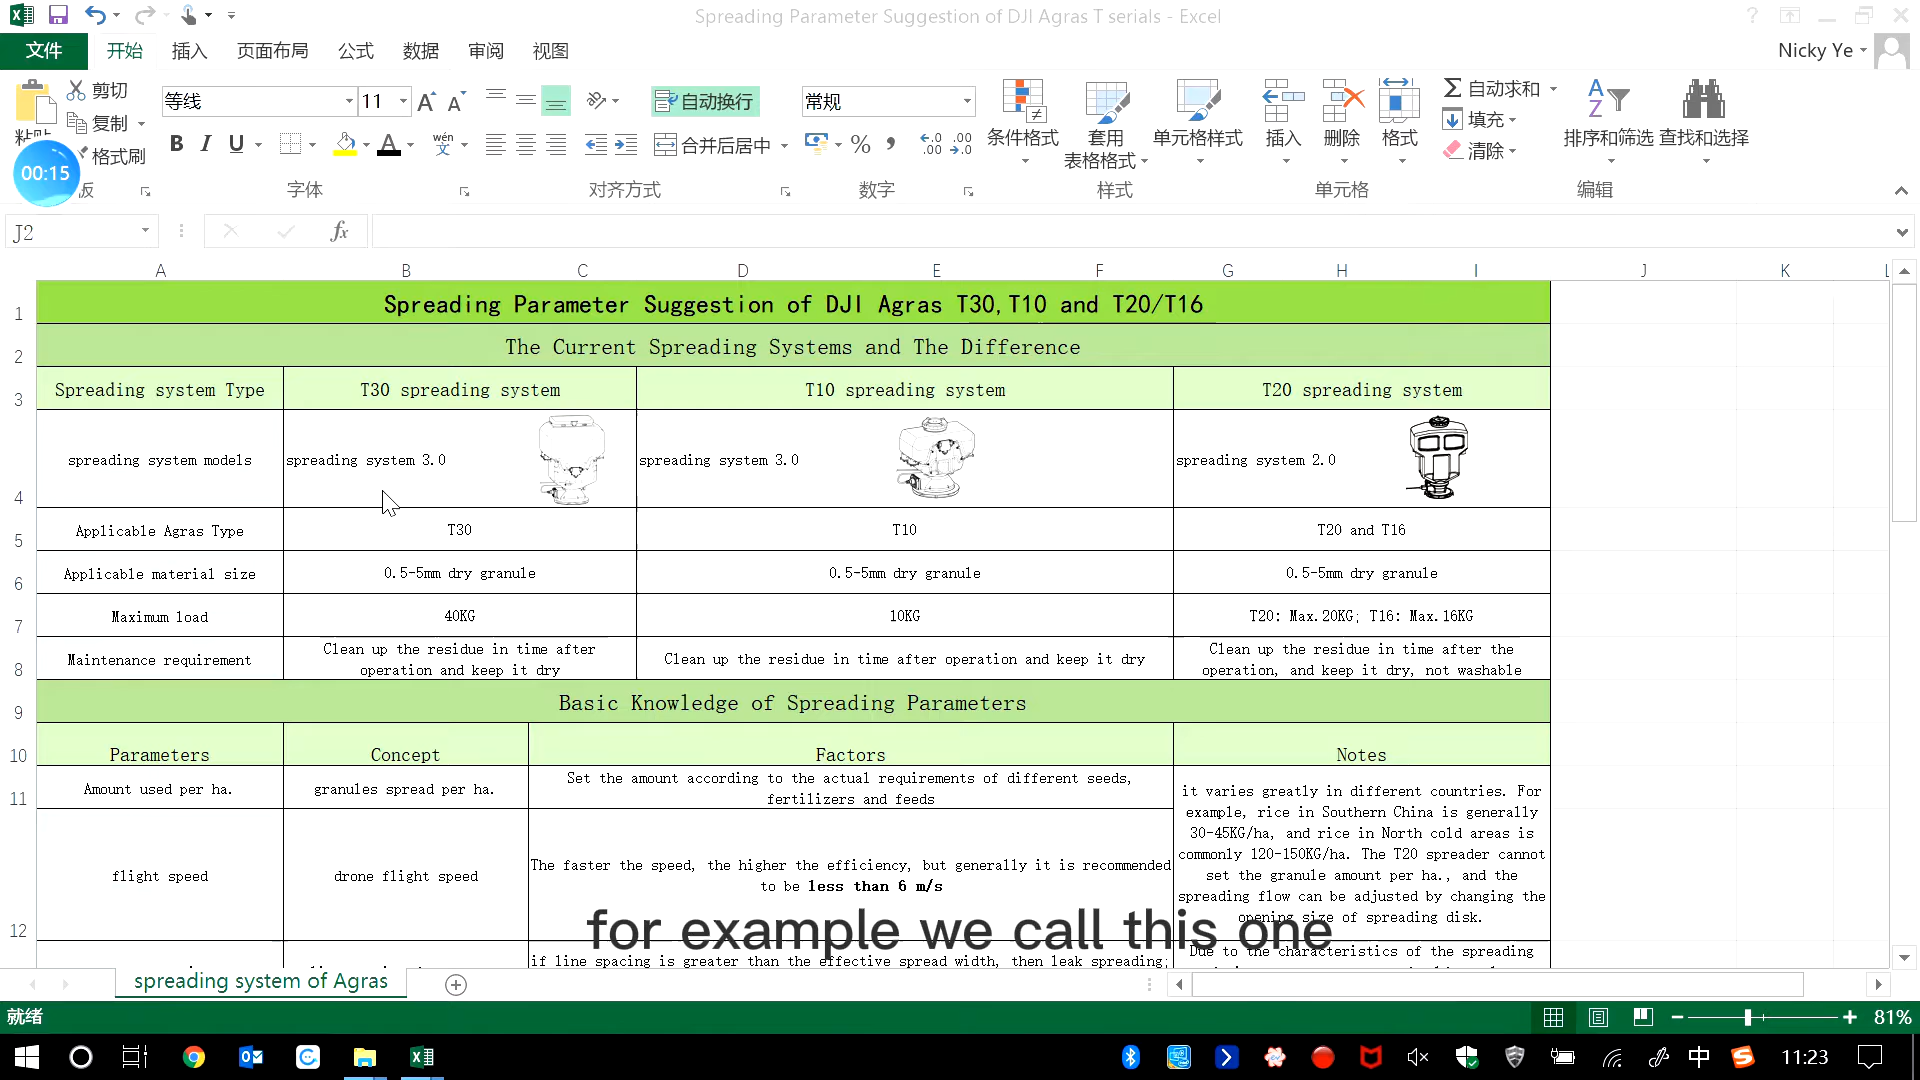 Spreading Parameter Suggestion of DJI Agras T serials - Excel
文件
开始
插入
页面布局
公式
数据
审阅
视图
Nicky Ye
剪切
复制
格式刷
00:15
板
等线
11
B I U
wén
字体
自动换行
合并后居中
对齐方式
常规
%
数字
条件格式
套用
表格格式
单元格样式
样式
插入
删除
格式
单元格
自动求和
填充
清除
排序和筛选
查找和选择
编辑
J2
fx
A B C D E F G H I J K L
1 Spreading Parameter Suggestion of DJI Agras T30,T10 and T20/T16
2 The Current Spreading Systems and The Difference
3 Spreading system Type T30 spreading system T10 spreading system T20 spreading system
4 spreading system models spreading system 3.0 spreading system 3.0 spreading system 2.0
5 Applicable Agras Type T30 T10 T20 and T16
6 Applicable material size 0.5-5mm dry granule 0.5-5mm dry granule 0.5-5mm dry granule
7 Maximum load 40KG 10KG T20: Max.20KG; T16: Max.16KG
8 Maintenance requirement
Clean up the residue in time after
operation and keep it dry
Clean up the residue in time after operation and keep it dry
Clean up the residue in time after the
operation, and keep it dry, not washable
9 Basic Knowledge of Spreading Parameters
10 Parameters Concept Factors Notes
11 Amount used per ha. granules spread per ha.
Set the amount according to the actual requirements of different seeds,
fertilizers and feeds
12 flight speed drone flight speed
The faster the speed, the higher the efficiency, but generally it is recommended
to be less than 6 m/s
it varies greatly in different countries. For
example, rice in Southern China is generally
30-45KG/ha, and rice in North cold areas is
commonly 120-150KG/ha. The T20 spreader cannot
set the granule amount per ha., and the
spreading flow can be adjusted by changing the
opening size of spreading disk.
if line spacing is greater than the effective spread width, then leak spreading;
Due to the characteristics of the spreading
for example we call this one
spreading system of Agras
就绪
81%
中
11:23